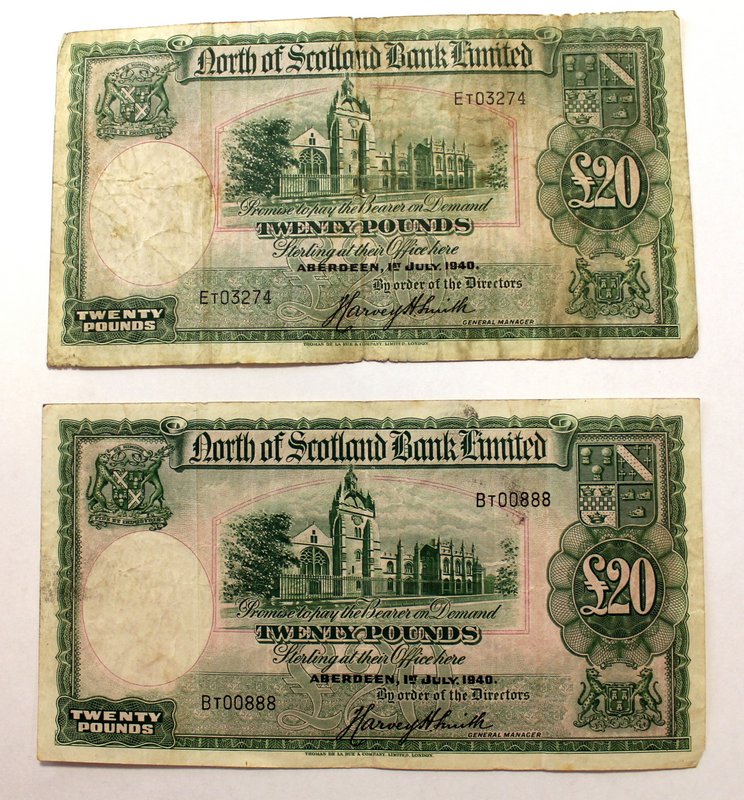 North of Scotland Bank Limited
ET03274
£20
Promise to pay the Bearer on Demand
TWENTY POUNDS
Sterling at their Office here
ABERDEEN, 1ST JULY, 1940.
By order of the Directors
ET03274
J Harvey H Smith
GENERAL MANAGER
TWENTY
POUNDS
THOMAS DE LA RUE & COMPANY, LIMITED, LONDON.
North of Scotland Bank Limited
BT00888
£20
Promise to pay the Bearer on Demand
TWENTY POUNDS
Sterling at their Office here
ABERDEEN, 1ST JULY, 1940.
By order of the Directors
BT00888
J Harvey H Smith
GENERAL MANAGER
TWENTY
POUNDS
THOMAS DE LA RUE & COMPANY, LIMITED, LONDON.